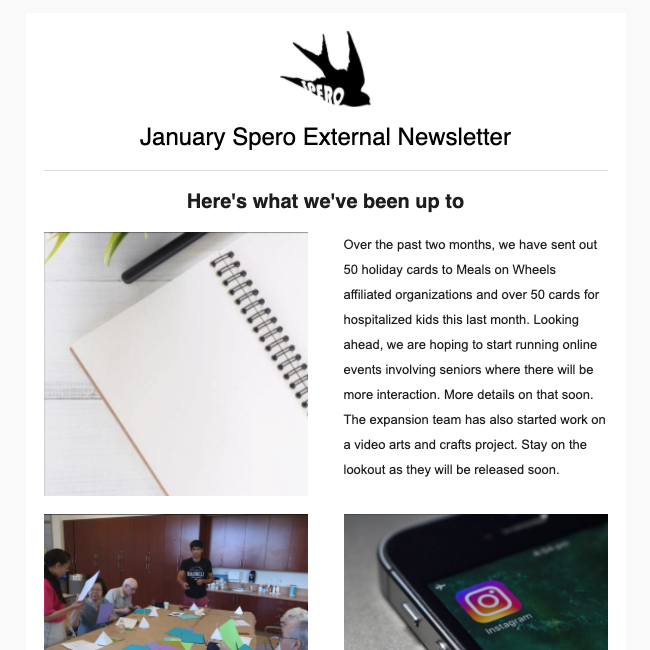 SPERO
January Spero External Newsletter
Here's what we've been up to
Over the past two months, we have sent out
50 holiday cards to Meals on Wheels
affiliated organizations and over 50 cards for
hospitalized kids this last month. Looking
ahead, we are hoping to start running online
events involving seniors where there will be
more interaction. More details on that soon.
The expansion team has also started work on
a video arts and crafts project. Stay on the
lookout as they will be released soon.
Instagram